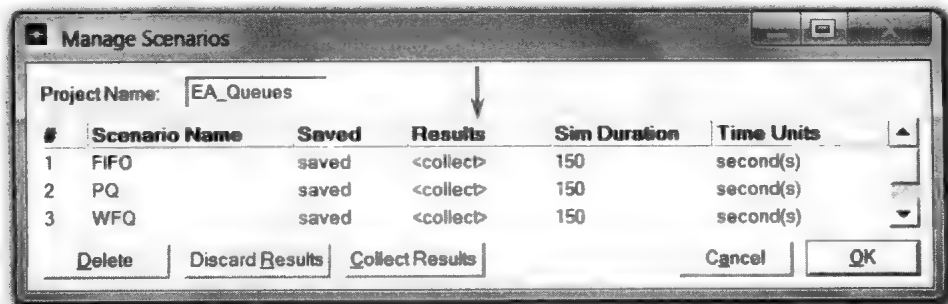 Manage Scenarios
Project Name: EA_Queues
# Scenario Name Saved Results Sim Duration Time Units
1 FIFO saved <collect> 150 second(s)
2 PQ saved <collect> 150 second(s)
3 WFQ saved <collect> 150 second(s)
Delete Discard Results Collect Results Cancel OK